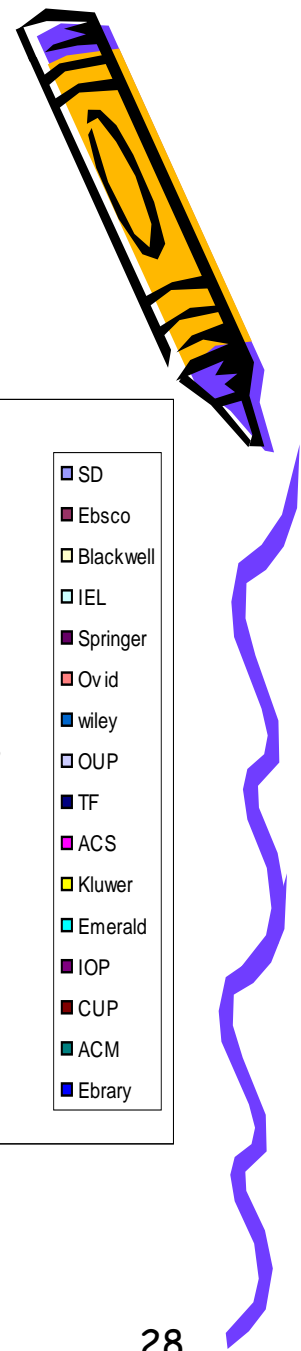 SD
Ebsco
Blackwell
IEL
Springer
Ovid
wiley
OUP
TF
ACS
Kluwer
Emerald
IOP
CUP
ACM
Ebrary
28